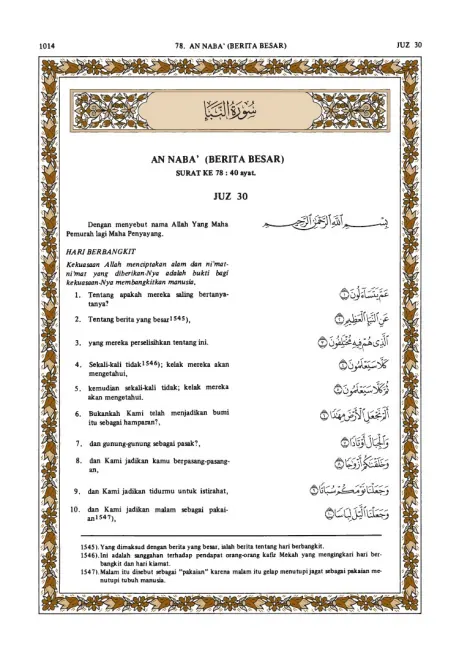 1014 78. AN NABA' (BERITA BESAR) JUZ 30
سُورَةُ النَّبَإِ
AN NABA' (BERITA BESAR)
SURAT KE 78 : 40 ayat.
JUZ 30
Dengan menyebut nama Allah Yang Maha
Pemurah lagi Maha Penyayang.
بِسْمِ اللَّهِ الرَّحْمَٰنِ الرَّحِيمِ
HARI BERBANGKIT
Kekuasaan Allah menciptakan alam dan ni'mat-
ni'mat yang diberikan-Nya adalah bukti bagi
kekuasaan-Nya membangkitkan manusia.
1. Tentang apakah mereka saling bertanya-
tanya?
عَمَّ يَتَسَاءَلُونَ ۝١
2. Tentang berita yang besar1545),
عَنِ النَّبَإِ الْعَظِيمِ ۝٢
3. yang mereka perselisihkan tentang ini.
الَّذِي هُمْ فِيهِ مُخْتَلِفُونَ ۝٣
4. Sekali-kali tidak1546); kelak mereka akan
mengetahui,
كَلَّا سَيَعْلَمُونَ ۝٤
5. kemudian sekali-kali tidak; kelak mereka
akan mengetahui.
ثُمَّ كَلَّا سَيَعْلَمُونَ ۝٥
6. Bukankah Kami telah menjadikan bumi
itu sebagai hamparan?,
أَلَمْ نَجْعَلِ الْأَرْضَ مِهَادًا ۝٦
7. dan gunung-gunung sebagai pasak?,
وَالْجِبَالَ أَوْتَادًا ۝٧
8. dan Kami jadikan kamu berpasang-pasang-
an,
وَخَلَقْنَاكُمْ أَزْوَاجًا ۝٨
9. dan Kami jadikan tidurmu untuk istirahat,
وَجَعَلْنَا نَوْمَكُمْ سُبَاتًا ۝٩
10. dan Kami jadikan malam sebagai pakai-
an1547),
وَجَعَلْنَا اللَّيْلَ لِبَاسًا ۝١٠
1545). Yang dimaksud dengan berita yang besar, ialah berita tentang hari berbangkit.
1546). Ini adalah sanggahan terhadap pendapat orang-orang kafir Mekah yang mengingkari hari ber-
bangkit dan hari kiamat.
1547). Malam itu disebut sebagai "pakaian" karena malam itu gelap menutupi jagat sebagai pakaian me-
nutupi tubuh manusia.